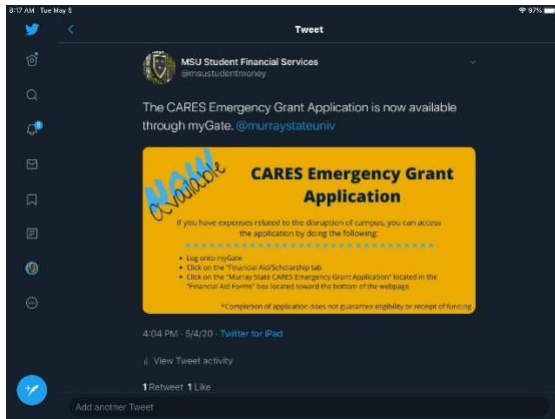 8:17 AM Tue May 5
97%
Tweet
MSU Student Financial Services
@msustudentmoney
The CARES Emergency Grant Application is now available
through myGate. @murraystateuniv
NOW
available
CARES Emergency Grant
Application
If you have expenses related to the disruption of campus, you can access
the application by doing the following:
• Log onto myGate
• Click on the "Financial Aid/Scholarship tab
• Click on the "Murray State CARES Emergency Grant Application" located in the
"Financial Aid Forms" box located toward the bottom of the webpage
*Completion of application does not guarantee eligibility or receipt of funding
4:04 PM · 5/4/20 · Twitter for iPad
View Tweet activity
1 Retweet 1 Like
Add another Tweet